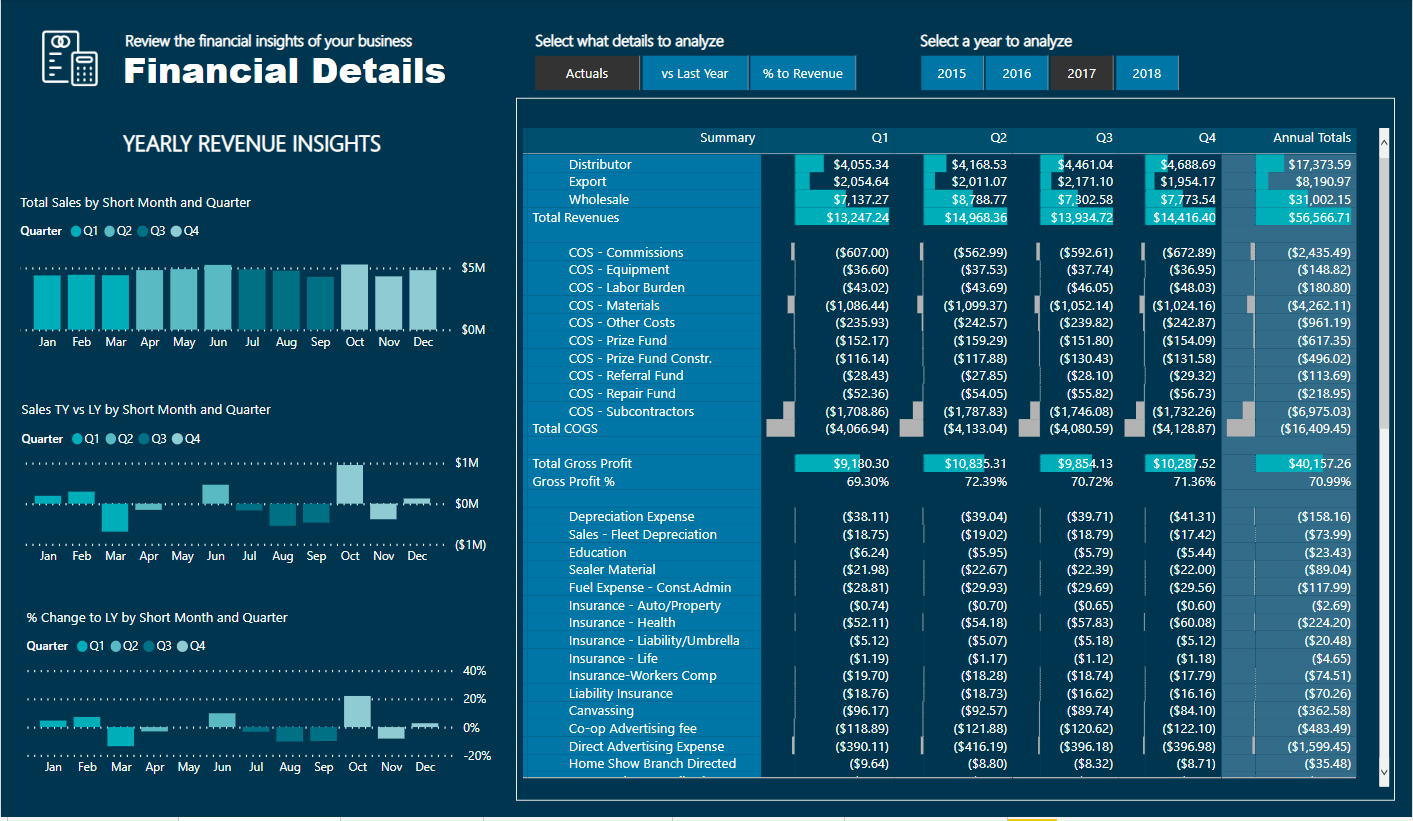 Review the financial insights of your business
Financial Details
Select what details to analyze
Actuals vs Last Year % to Revenue
Select a year to analyze
2015 2016 2017 2018
YEARLY REVENUE INSIGHTS
Total Sales by Short Month and Quarter
Quarter Q1 Q2 Q3 Q4
$5M
$0M
Jan Feb Mar Apr May Jun Jul Aug Sep Oct Nov Dec
Sales TY vs LY by Short Month and Quarter
Quarter Q1 Q2 Q3 Q4
$1M
$0M
($1M)
Jan Feb Mar Apr May Jun Jul Aug Sep Oct Nov Dec
% Change to LY by Short Month and Quarter
Quarter Q1 Q2 Q3 Q4
40%
20%
0%
-20%
Jan Feb Mar Apr May Jun Jul Aug Sep Oct Nov Dec
Summary Q1 Q2 Q3 Q4 Annual Totals
Distributor $4,055.34 $4,168.53 $4,461.04 $4,688.69 $17,373.59
Export $2,054.64 $2,011.07 $2,171.10 $1,954.17 $8,190.97
Wholesale $7,137.27 $8,788.77 $7,302.58 $7,773.54 $31,002.15
Total Revenues $13,247.24 $14,968.36 $13,934.72 $14,416.40 $56,566.71
COS - Commissions ($607.00) ($562.99) ($592.61) ($672.89) ($2,435.49)
COS - Equipment ($36.60) ($37.53) ($37.74) ($36.95) ($148.82)
COS - Labor Burden ($43.02) ($43.69) ($46.05) ($48.03) ($180.80)
COS - Materials ($1,086.44) ($1,099.37) ($1,052.14) ($1,024.16) ($4,262.11)
COS - Other Costs ($235.93) ($242.57) ($239.82) ($242.87) ($961.19)
COS - Prize Fund ($152.17) ($159.29) ($151.80) ($154.09) ($617.35)
COS - Prize Fund Constr. ($116.14) ($117.88) ($130.43) ($131.58) ($496.02)
COS - Referral Fund ($28.43) ($27.85) ($28.10) ($29.32) ($113.69)
COS - Repair Fund ($52.36) ($54.05) ($55.82) ($56.73) ($218.95)
COS - Subcontractors ($1,708.86) ($1,787.83) ($1,746.08) ($1,732.26) ($6,975.03)
Total COGS ($4,066.94) ($4,133.04) ($4,080.59) ($4,128.87) ($16,409.45)
Total Gross Profit $9,180.30 $10,835.31 $9,854.13 $10,287.52 $40,157.26
Gross Profit % 69.30% 72.39% 70.72% 71.36% 70.99%
Depreciation Expense ($38.11) ($39.04) ($39.71) ($41.31) ($158.16)
Sales - Fleet Depreciation ($18.75) ($19.02) ($18.79) ($17.42) ($73.99)
Education ($6.24) ($5.95) ($5.79) ($5.44) ($23.43)
Sealer Material ($21.98) ($22.67) ($22.39) ($22.00) ($89.04)
Fuel Expense - Const.Admin ($28.81) ($29.93) ($29.69) ($29.56) ($117.99)
Insurance - Auto/Property ($0.74) ($0.70) ($0.65) ($0.60) ($2.69)
Insurance - Health ($52.11) ($54.18) ($57.83) ($60.08) ($224.20)
Insurance - Liability/Umbrella ($5.12) ($5.07) ($5.18) ($5.12) ($20.48)
Insurance - Life ($1.19) ($1.17) ($1.12) ($1.18) ($4.65)
Insurance-Workers Comp ($19.70) ($18.28) ($18.74) ($17.79) ($74.51)
Liability Insurance ($18.76) ($18.73) ($16.62) ($16.16) ($70.26)
Canvassing ($96.17) ($92.57) ($89.74) ($84.10) ($362.58)
Co-op Advertising fee ($118.89) ($121.88) ($120.62) ($122.10) ($483.49)
Direct Advertising Expense ($390.11) ($416.19) ($396.18) ($396.98) ($1,599.45)
Home Show Branch Directed ($9.64) ($8.80) ($8.32) ($8.71) ($35.48)